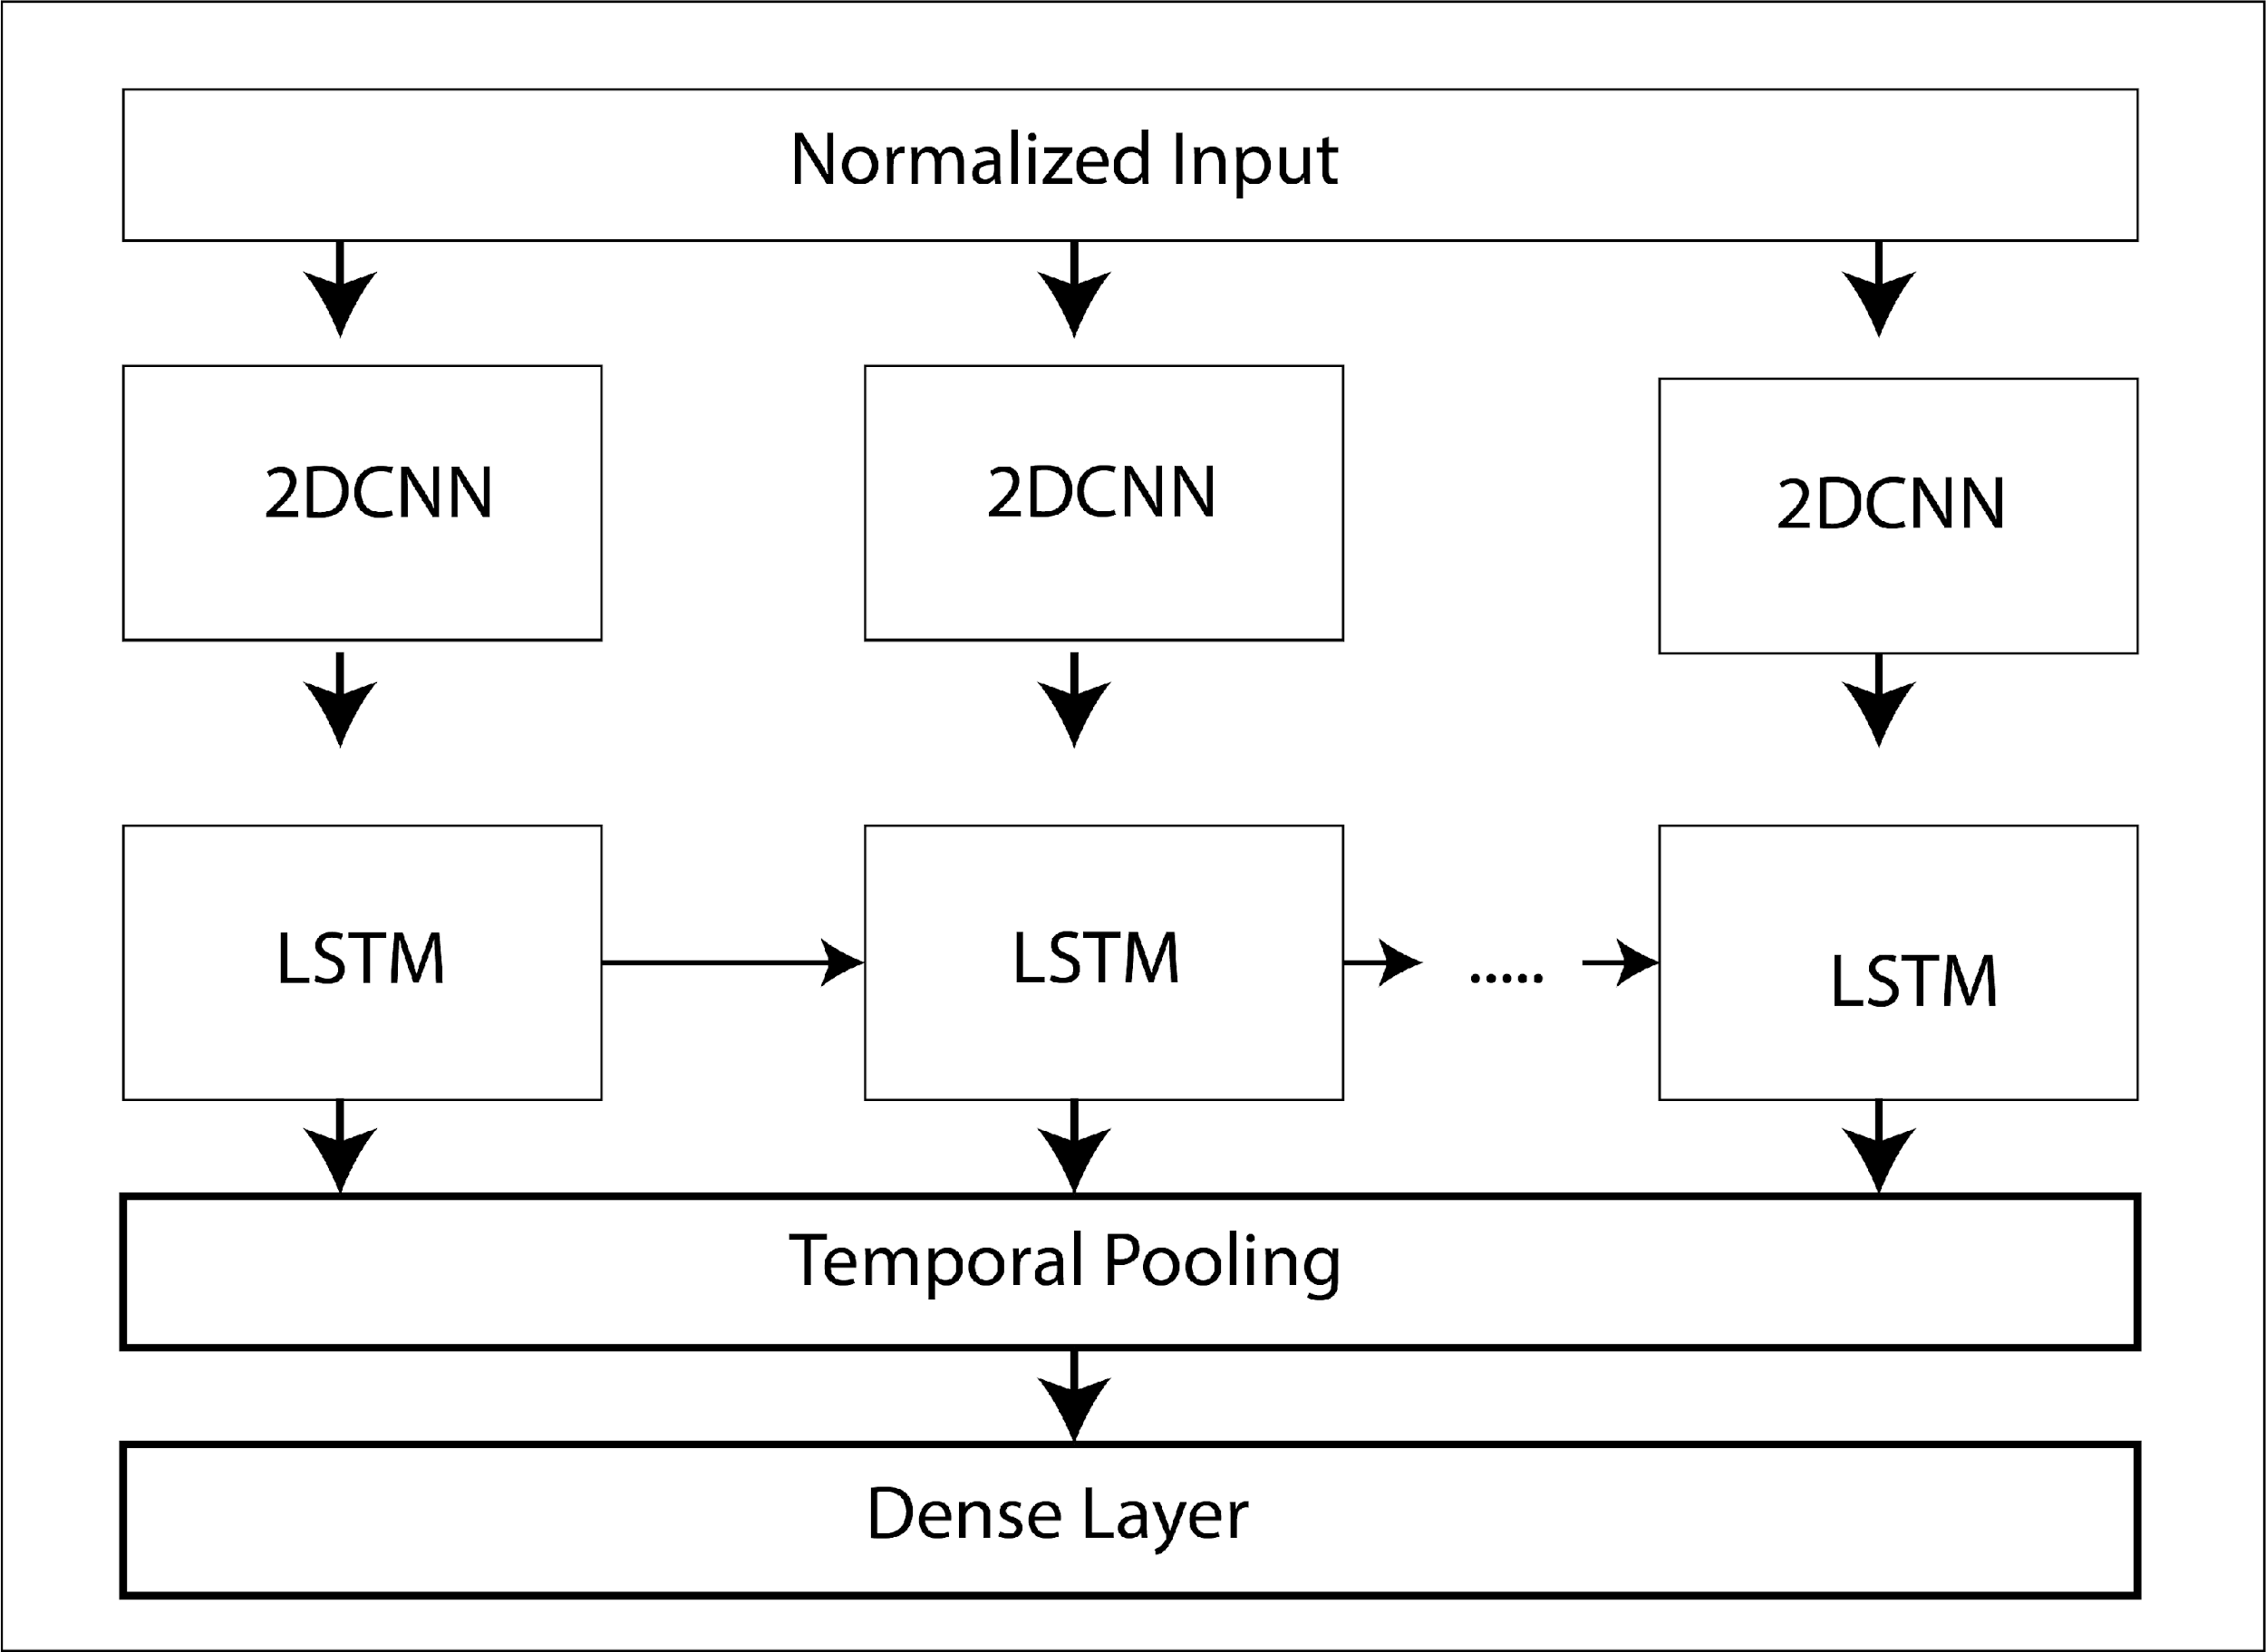 Normalized Input
2DCNN
2DCNN
2DCNN
LSTM
LSTM
.....
LSTM
Temporal Pooling
Dense Layer